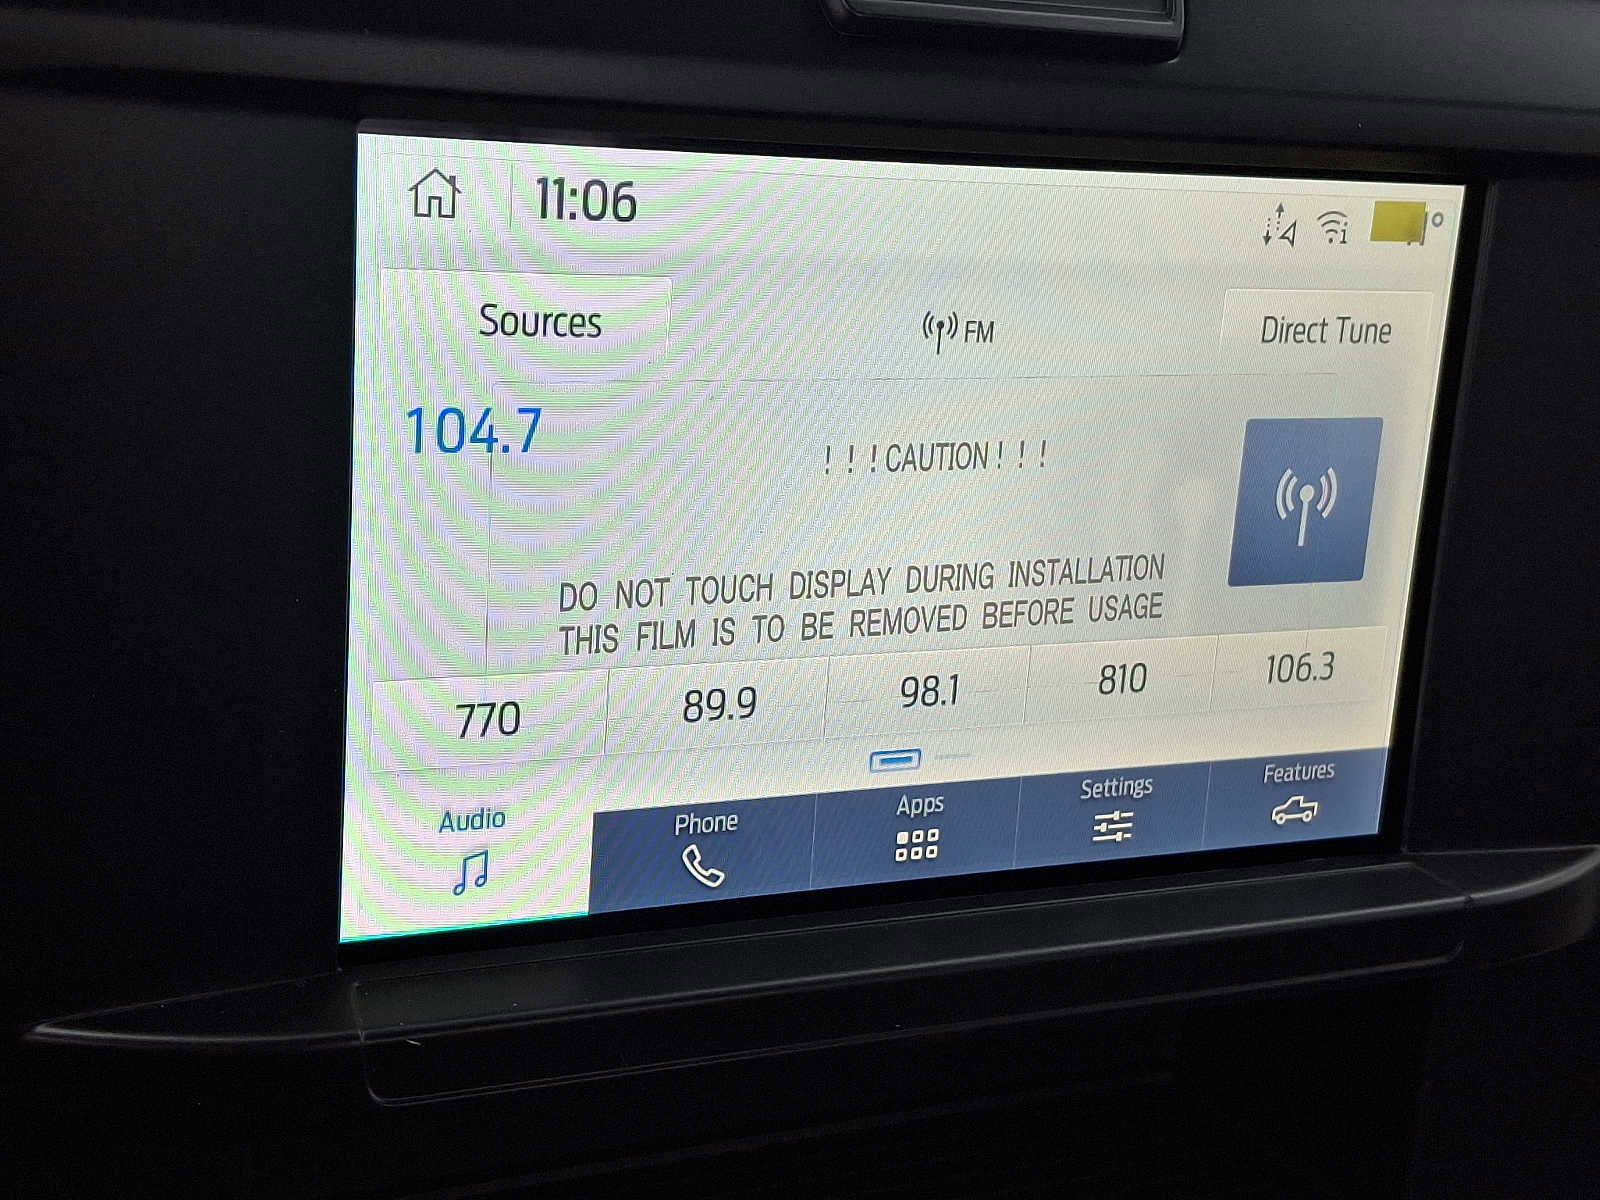 11:06
Sources
FM
Direct Tune
104.7
! ! ! CAUTION ! ! !
DO NOT TOUCH DISPLAY DURING INSTALLATION
THIS FILM IS TO BE REMOVED BEFORE USAGE
770 89.9 98.1 810 106.3
Audio Phone Apps Settings Features